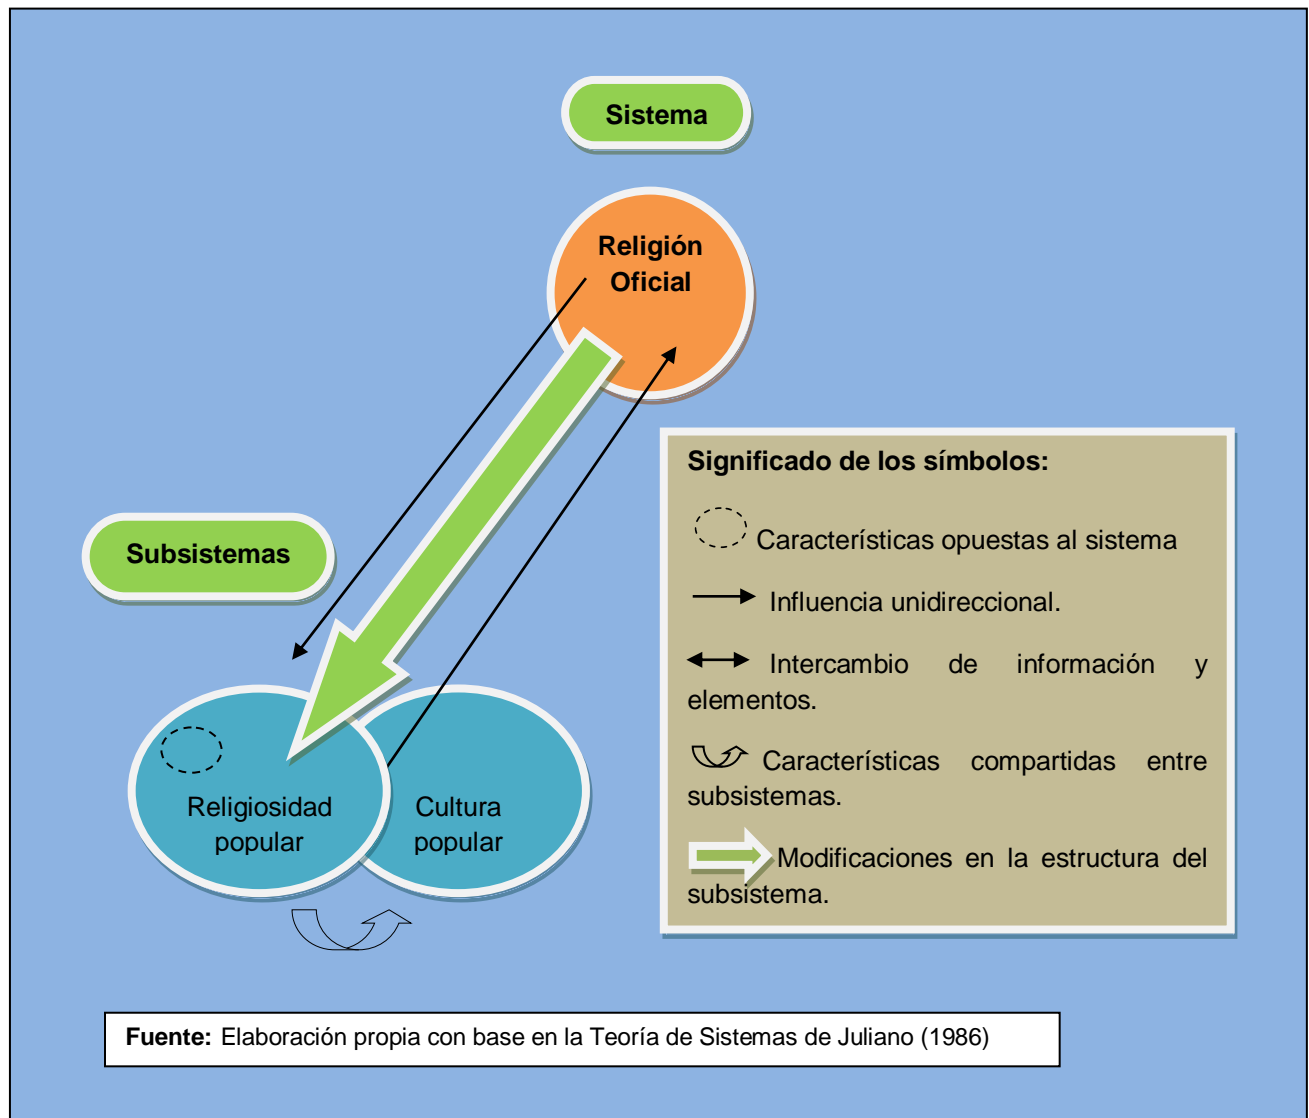 Sistema
Religión
Oficial
Subsistemas
Religiosidad
popular
Cultura
popular
Significado de los símbolos:
Características opuestas al sistema
Influencia unidireccional.
Intercambio de información y
elementos.
Características compartidas entre
subsistemas.
Modificaciones en la estructura del
subsistema.
Fuente: Elaboración propia con base en la Teoría de Sistemas de Juliano (1986)